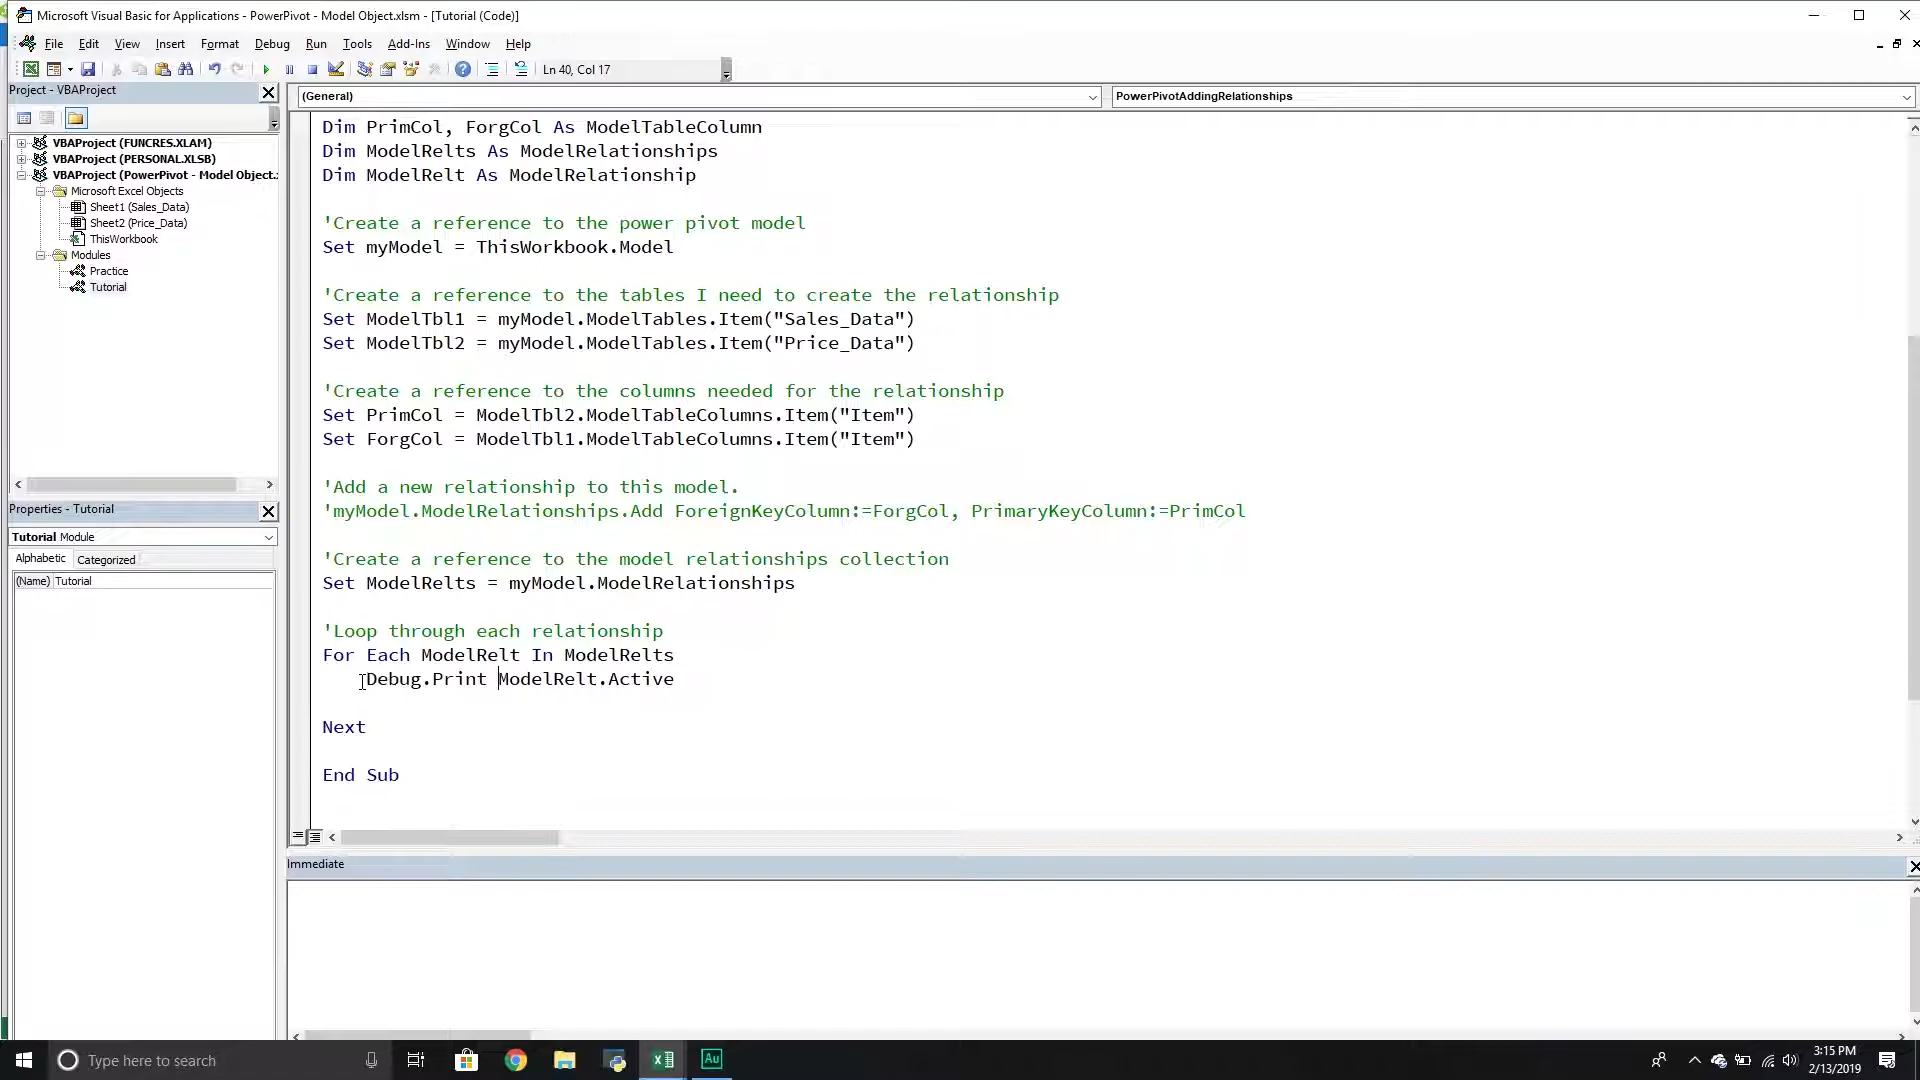 Microsoft Visual Basic for Applications - PowerPivot - Model Object.xlsm - [Tutorial (Code)]
File Edit View Insert Format Debug Run Tools Add-Ins Window Help
Ln 40, Col 17
Project - VBAProject
(General)
PowerPivotAddingRelationships
VBAProject (FUNCRES.XLAM)
VBAProject (PERSONAL.XLSB)
VBAProject (PowerPivot - Model Object.
Microsoft Excel Objects
Sheet1 (Sales_Data)
Sheet2 (Price_Data)
ThisWorkbook
Modules
Practice
Tutorial
Properties - Tutorial
Tutorial Module
Alphabetic Categorized
(Name) Tutorial
Dim PrimCol, ForgCol As ModelTableColumn
Dim ModelRelts As ModelRelationships
Dim ModelRelt As ModelRelationship
'Create a reference to the power pivot model
Set myModel = ThisWorkbook.Model
'Create a reference to the tables I need to create the relationship
Set ModelTbl1 = myModel.ModelTables.Item("Sales_Data")
Set ModelTbl2 = myModel.ModelTables.Item("Price_Data")
'Create a reference to the columns needed for the relationship
Set PrimCol = ModelTbl2.ModelTableColumns.Item("Item")
Set ForgCol = ModelTbl1.ModelTableColumns.Item("Item")
'Add a new relationship to this model.
'myModel.ModelRelationships.Add ForeignKeyColumn:=ForgCol, PrimaryKeyColumn:=PrimCol
'Create a reference to the model relationships collection
Set ModelRelts = myModel.ModelRelationships
'Loop through each relationship
For Each ModelRelt In ModelRelts
Debug.Print ModelRelt.Active
Next
End Sub
Immediate
Type here to search
Au
3:15 PM
2/13/2019